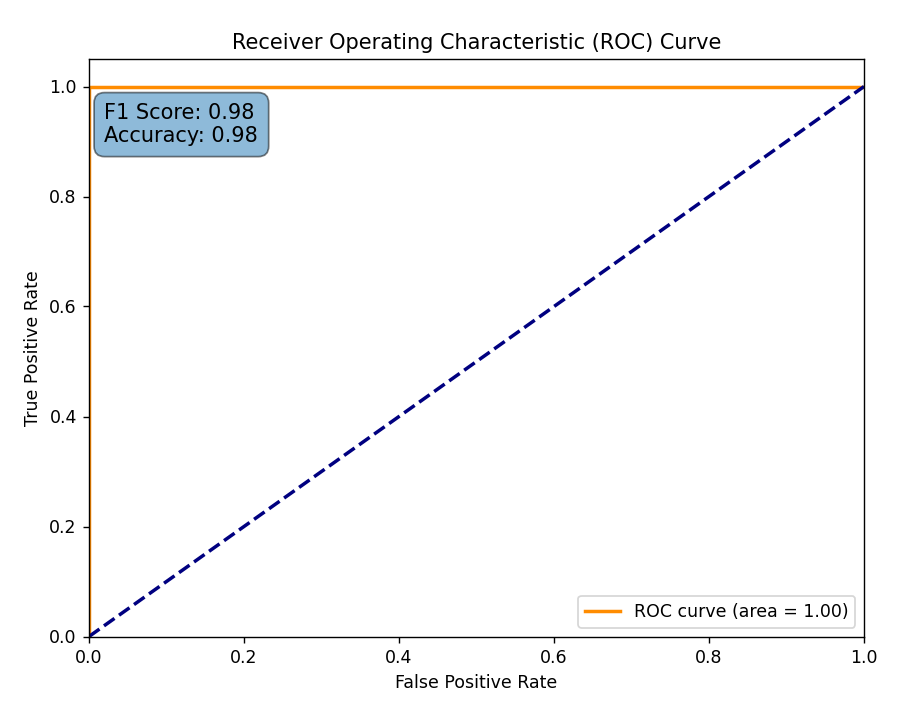 Receiver Operating Characteristic (ROC) Curve
True Positive Rate
1.0
0.8
0.6
0.4
0.2
0.0
F1 Score: 0.98
Accuracy: 0.98
ROC curve (area = 1.00)
0.0 0.2 0.4 0.6 0.8 1.0
False Positive Rate